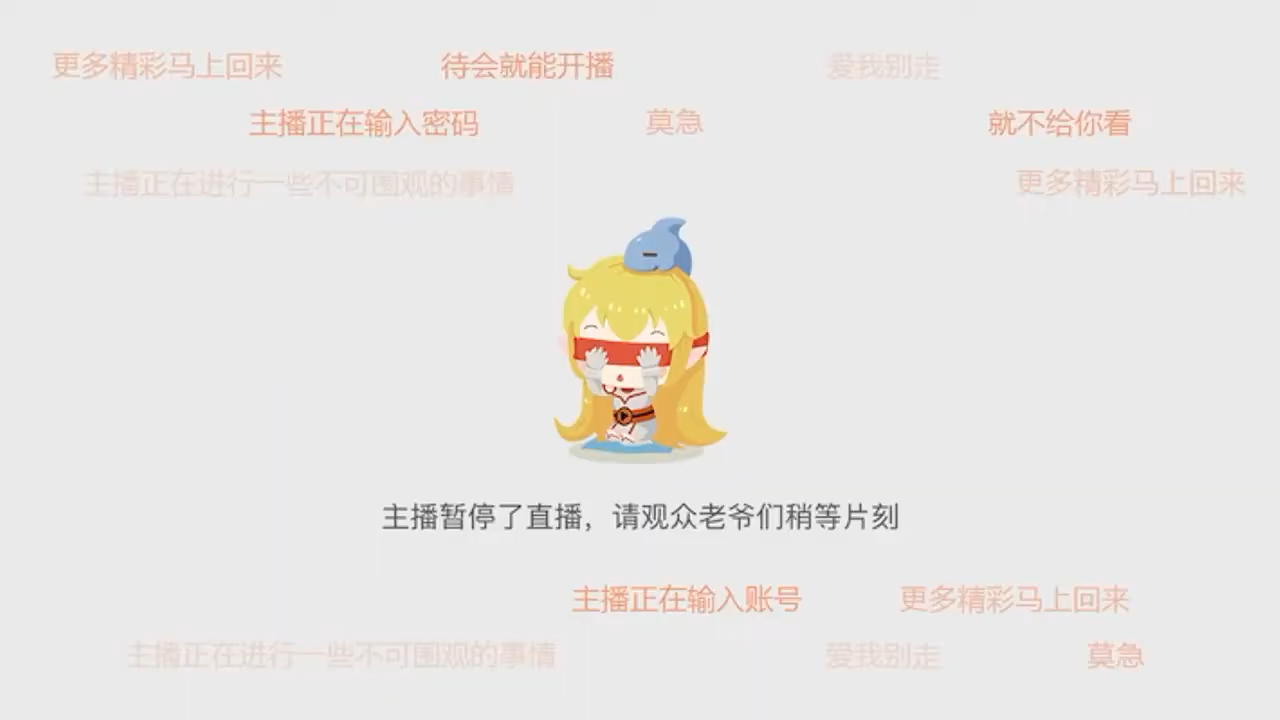 更多精彩马上回来
待会就能开播
爱我别走
主播正在输入密码
莫急
就不给你看
主播正在进行一些不可围观的事情
更多精彩马上回来
主播暂停了直播，请观众老爷们稍等片刻
主播正在输入账号
更多精彩马上回来
主播正在进行一些不可围观的事情
爱我别走
莫急